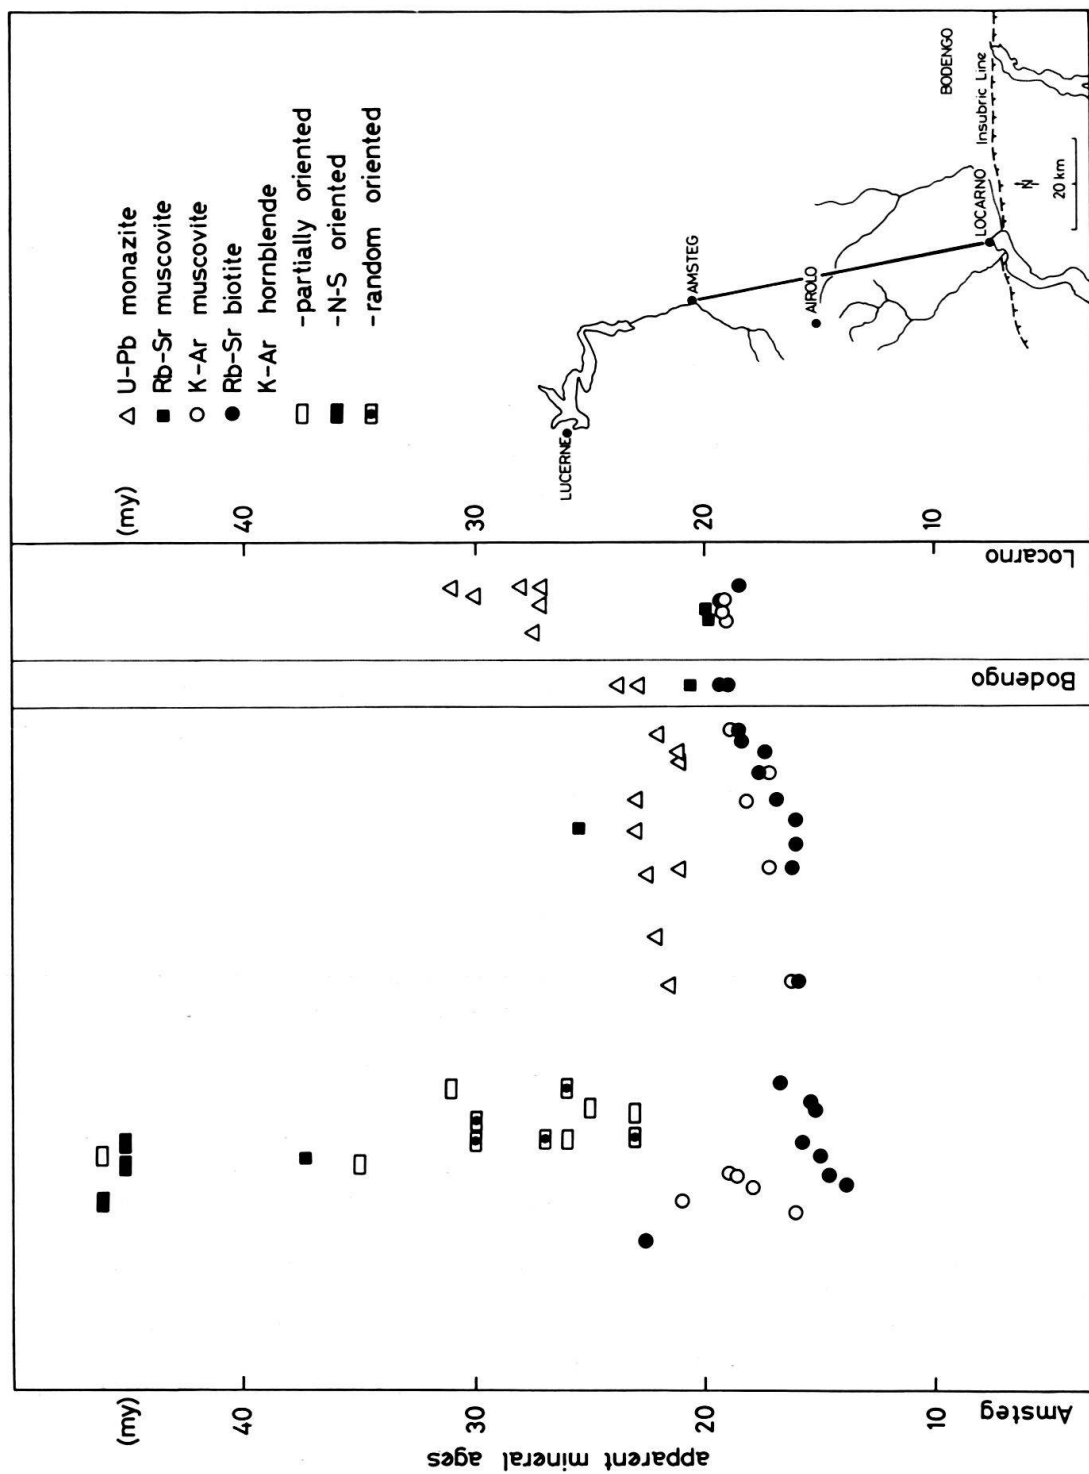 apparent mineral ages
(my)
40
30
20
10
Amsteg
Bodengo
Locarno
(my)
40
30
20
10
U-Pb monazite
Rb-Sr muscovite
K-Ar muscovite
Rb-Sr biotite
K-Ar hornblende
-partially oriented
-N-S oriented
-random oriented
LUCERNE
AMSTEG
AIROLO
LOCARNO
BODENGO
Insubric Line
N
20 km